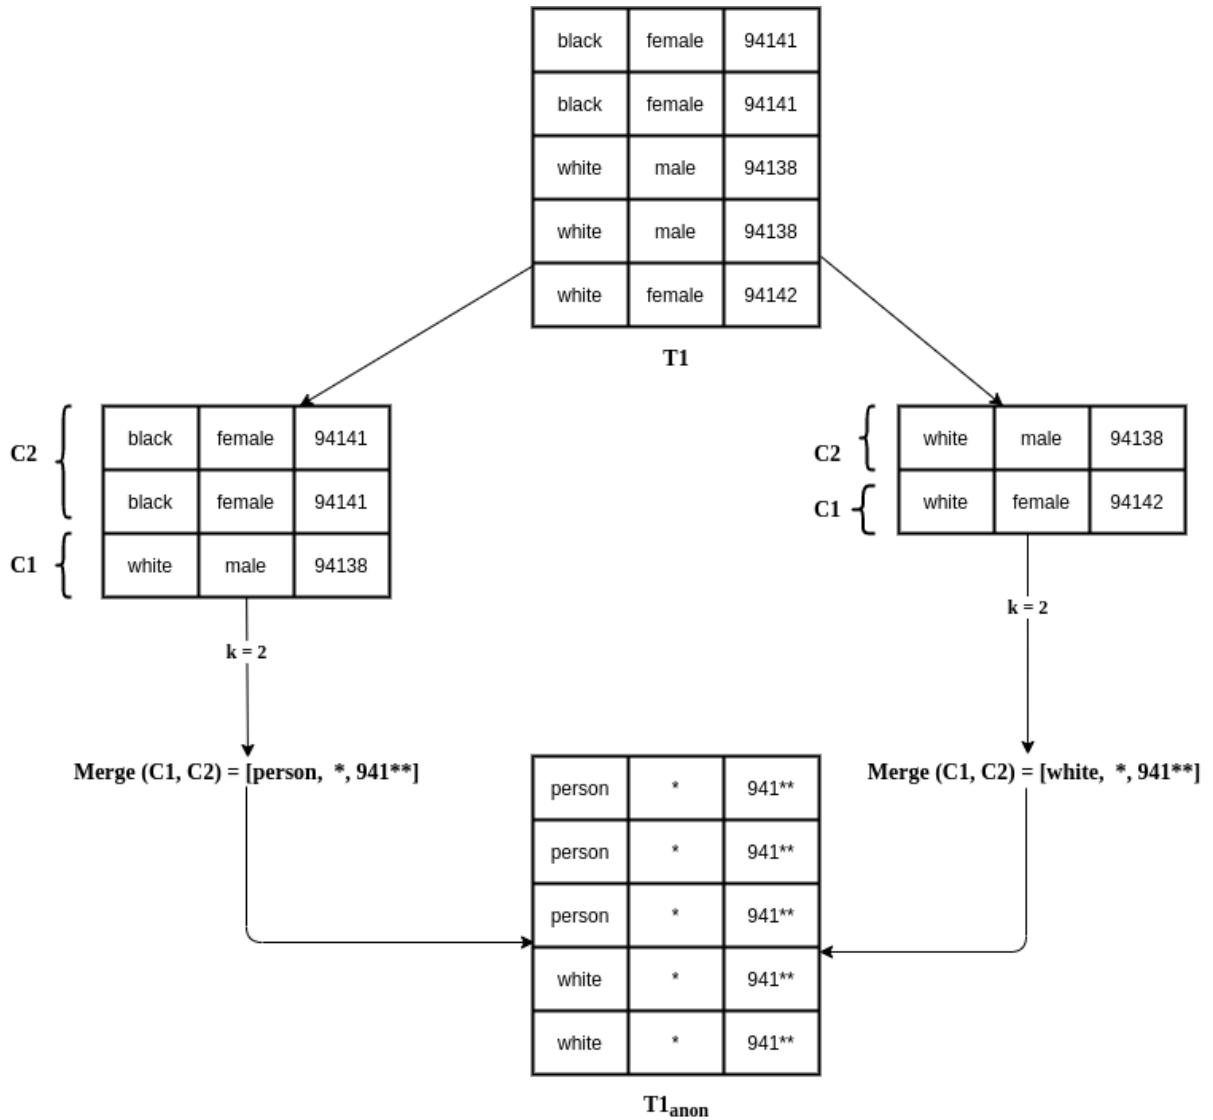 black female 94141
black female 94141
white male 94138
white male 94138
white female 94142
T1
C2
black female 94141
black female 94141
C1
white male 94138
k = 2
Merge (C1, C2) = [person, *, 941**]
C2
white male 94138
C1
white female 94142
k = 2
Merge (C1, C2) = [white, *, 941**]
person * 941**
person * 941**
person * 941**
white * 941**
white * 941**
T1anon